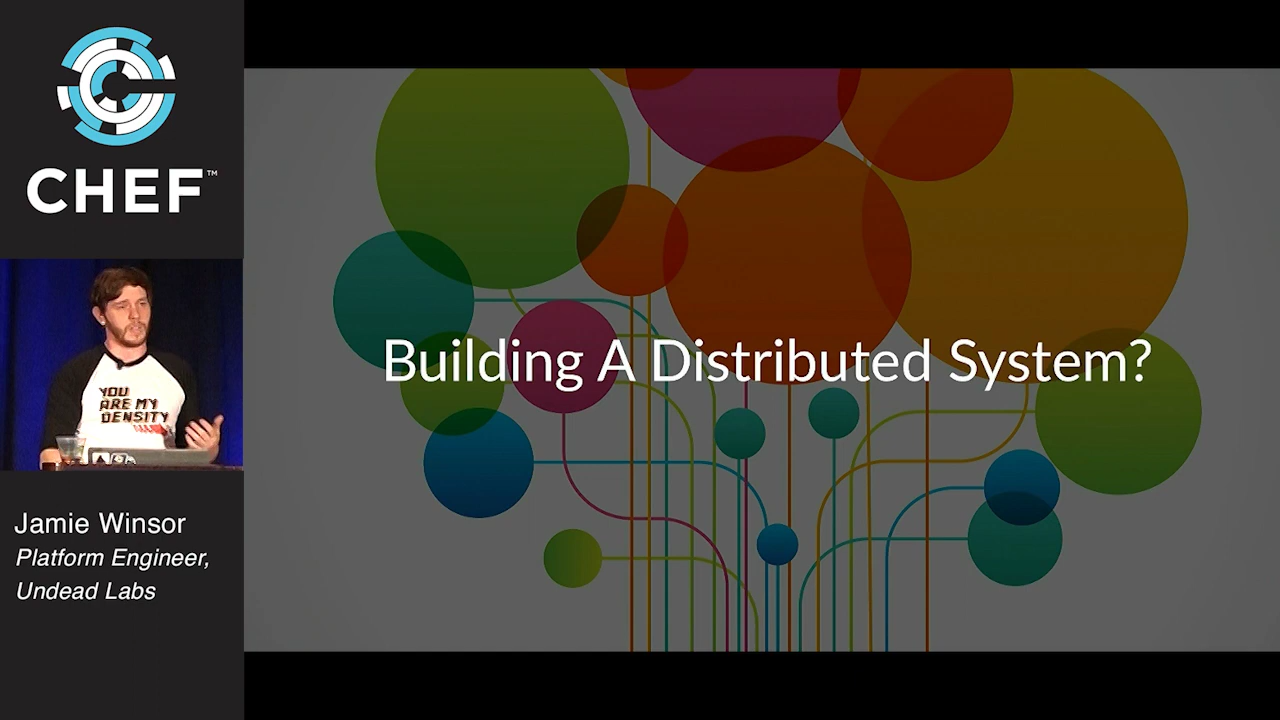 CHEF™
YOU
ARE MY
DENSITY
Jamie Winsor
Platform Engineer,
Undead Labs
Building A Distributed System?